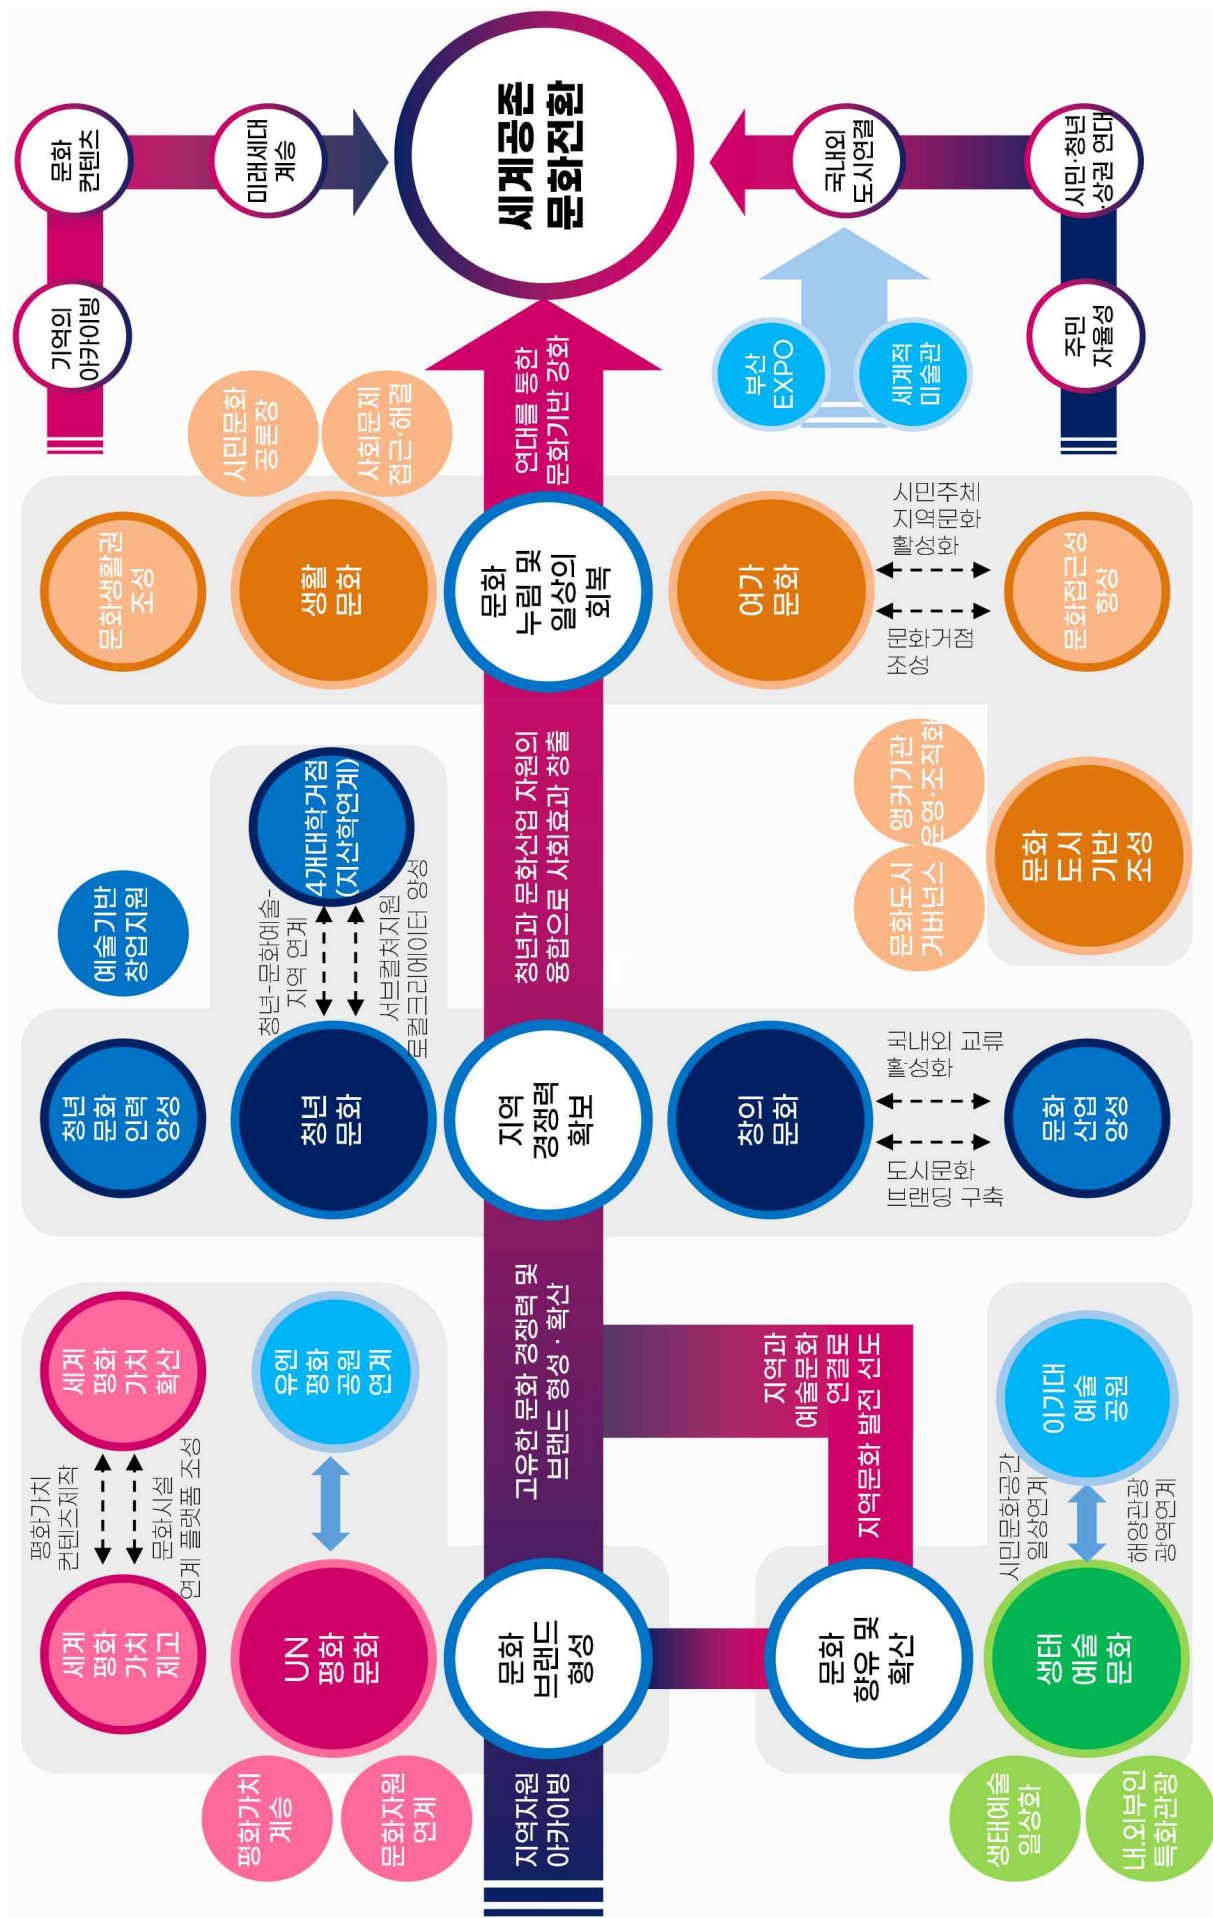 기억의
아카이빙
문화
컨텐츠
미래세대
계승
세계공존
문화전환
국내외
도시연결
시민·청년
·상권 연대
주민
자율성
부산
EXPO
세계적
미술관
지역자원
아카이빙
문화
브랜드
형성
고유한 문화 경쟁력 및
브랜드 형성·확산
지역
경쟁력
확보
청년과 문화산업 자원의
융합으로 사회효과 창출
문화
누림 및
일상의
회복
연대를 통한
문화기반 강화
세계
평화
가치
제고
평화가치
컨텐츠제작
문화시설
연계 플랫폼 조성
세계
평화
가치
확산
UN
평화
문화
유엔
평화
공원
연계
평화가치
계승
문화자원
연계
청년
문화
인력
양성
예술기반
창업지원
청년
문화
청년-문화예술-
지역 연계
서브컬쳐지원
로컬크리에이터 양성
4개대학거점
(지산학연계)
문화생활권
조성
생활
문화
시민문화
공론장
사회문제
접근·해결
문화
향유 및
확산
지역과
예술문화
연결로
지역문화 발전 선도
생태
예술
문화
시민문화공간
일상연계
해양관광
광역연계
이기대
예술
공원
생태예술
일상화
내.외부인
특화관광
창의
문화
국내외 교류
활성화
도시문화
브랜딩 구축
문화
산업
양성
여가
문화
시민주체
지역문화
활성화
문화거점
조성
문화접근성
향상
문화도시
거버넌스
앵커기관
운영·조직화
문화
도시
기반
조성